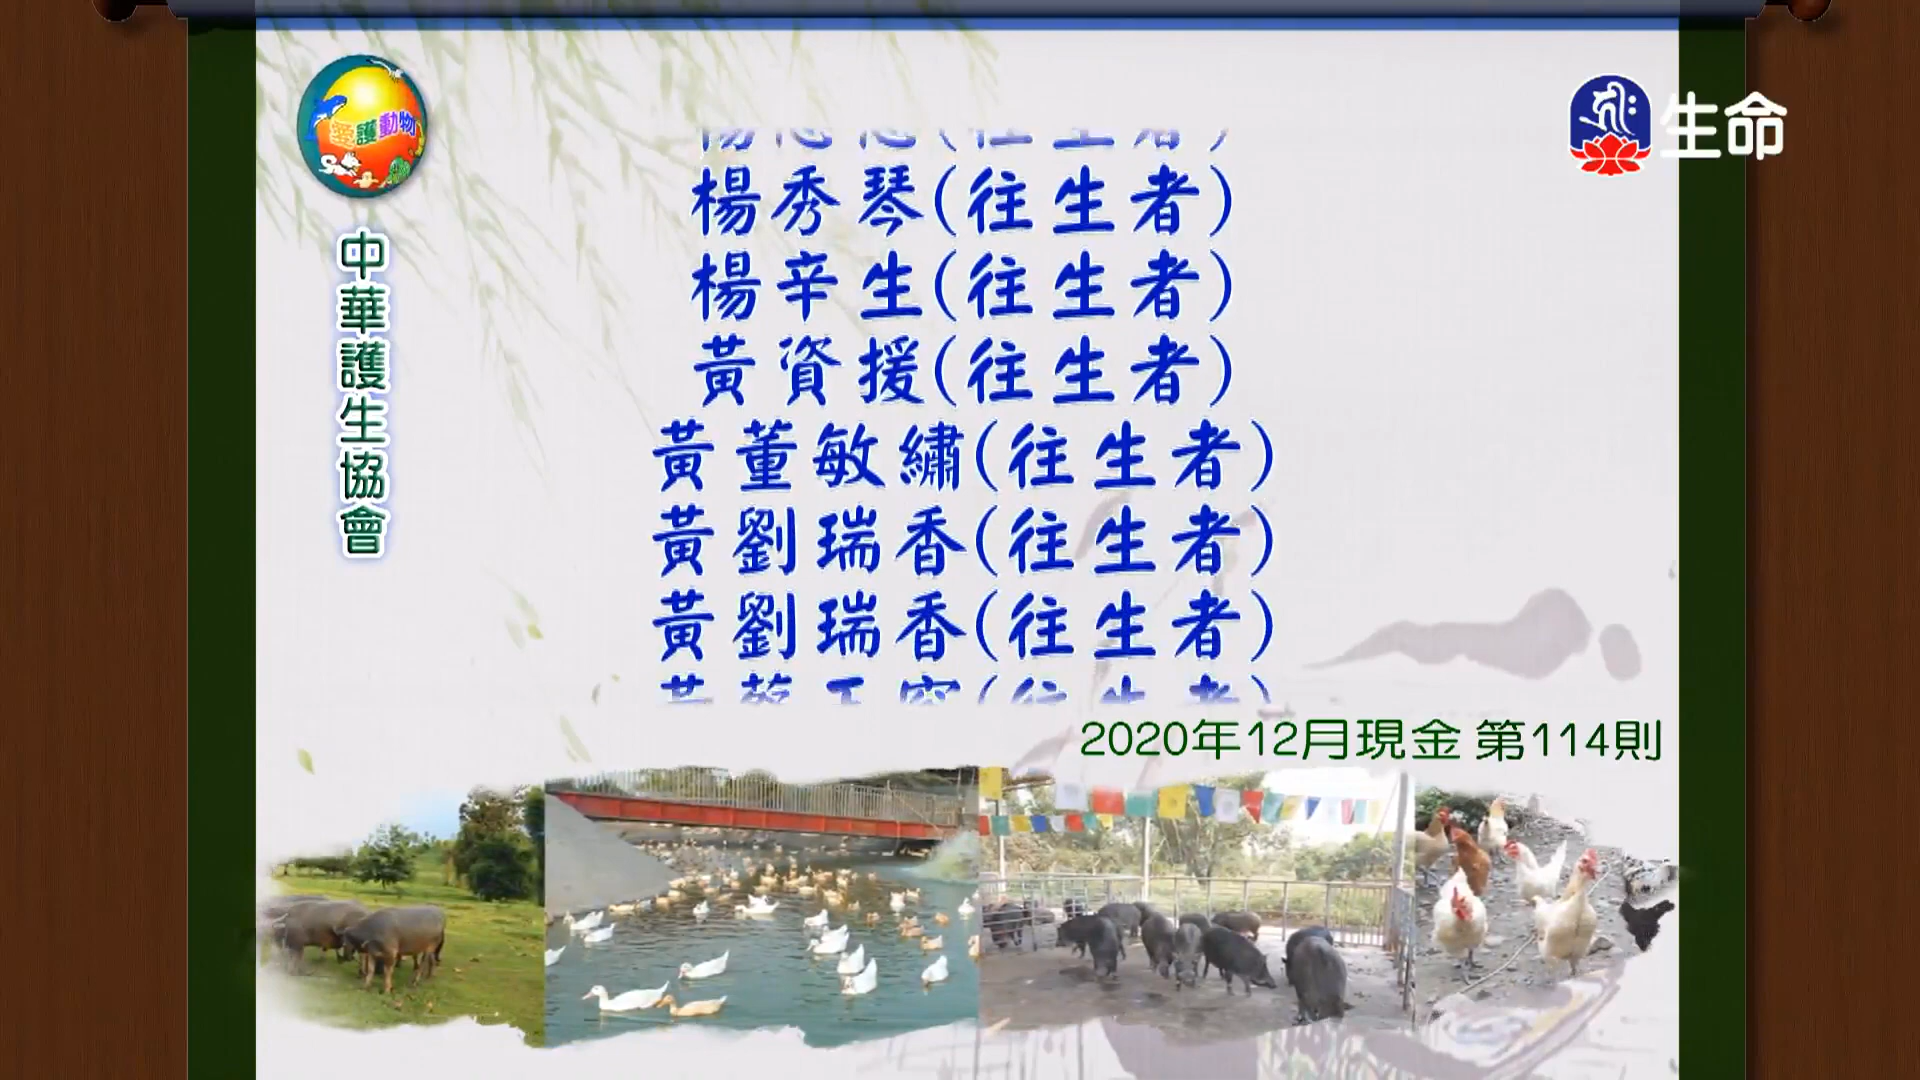 愛護動物
生命
中華護生協會
楊秀琴(往生者)
楊辛生(往生者)
黃資援(往生者)
黃董敏繡(往生者)
黃劉瑞香(往生者)
黃劉瑞香(往生者)
2020年12月現金 第114則